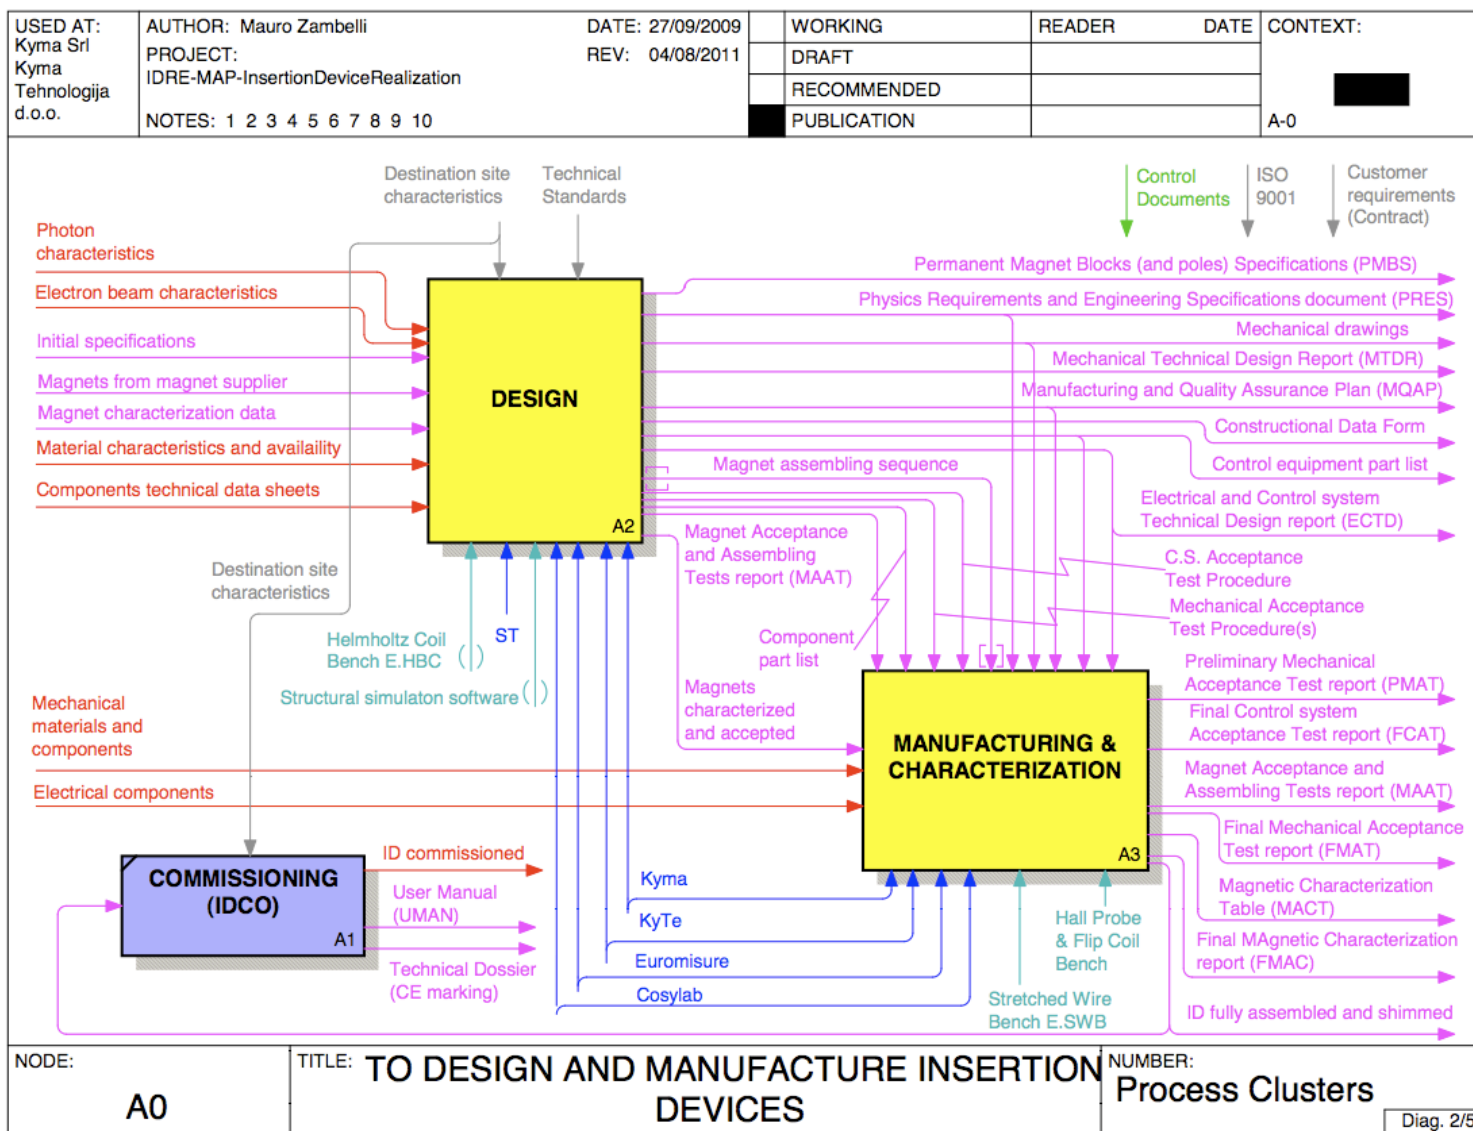 USED AT:
Kyma Srl
Kyma
Tehnologija
d.o.o.
AUTHOR: Mauro Zambelli
DATE: 27/09/2009
PROJECT:
REV: 04/08/2011
IDRE-MAP-InsertionDeviceRealization
NOTES: 1 2 3 4 5 6 7 8 9 10
WORKING
DRAFT
RECOMMENDED
PUBLICATION
READER DATE
CONTEXT:
A-0
Destination site
characteristics
Technical
Standards
Control
Documents
ISO
9001
Customer
requirements
(Contract)
Photon
characteristics
Electron beam characteristics
Initial specifications
Magnets from magnet supplier
Magnet characterization data
Material characteristics and availaility
Components technical data sheets
DESIGN
A2
Permanent Magnet Blocks (and poles) Specifications (PMBS)
Physics Requirements and Engineering Specifications document (PRES)
Mechanical drawings
Mechanical Technical Design Report (MTDR)
Manufacturing and Quality Assurance Plan (MQAP)
Constructional Data Form
Control equipment part list
Magnet assembling sequence
Electrical and Control system
Technical Design report (ECTD)
Magnet Acceptance
and Assembling
Tests report (MAAT)
C.S. Acceptance
Test Procedure
Mechanical Acceptance
Test Procedure(s)
Destination site
characteristics
Helmholtz Coil
Bench E.HBC
ST
Structural simulaton software
Component
part list
Magnets
characterized
and accepted
Mechanical
materials and
components
Electrical components
MANUFACTURING &
CHARACTERIZATION
A3
Preliminary Mechanical
Acceptance Test report (PMAT)
Final Control system
Acceptance Test report (FCAT)
Magnet Acceptance and
Assembling Tests report (MAAT)
Final Mechanical Acceptance
Test report (FMAT)
Magnetic Characterization
Table (MACT)
Final MAgnetic Characterization
report (FMAC)
ID fully assembled and shimmed
COMMISSIONING
(IDCO)
A1
ID commissioned
User Manual
(UMAN)
Technical Dossier
(CE marking)
Kyma
KyTe
Euromisure
Cosylab
Hall Probe
& Flip Coil
Bench
Stretched Wire
Bench E.SWB
NODE:
A0
TITLE: TO DESIGN AND MANUFACTURE INSERTION
DEVICES
NUMBER:
Process Clusters
Diag. 2/5